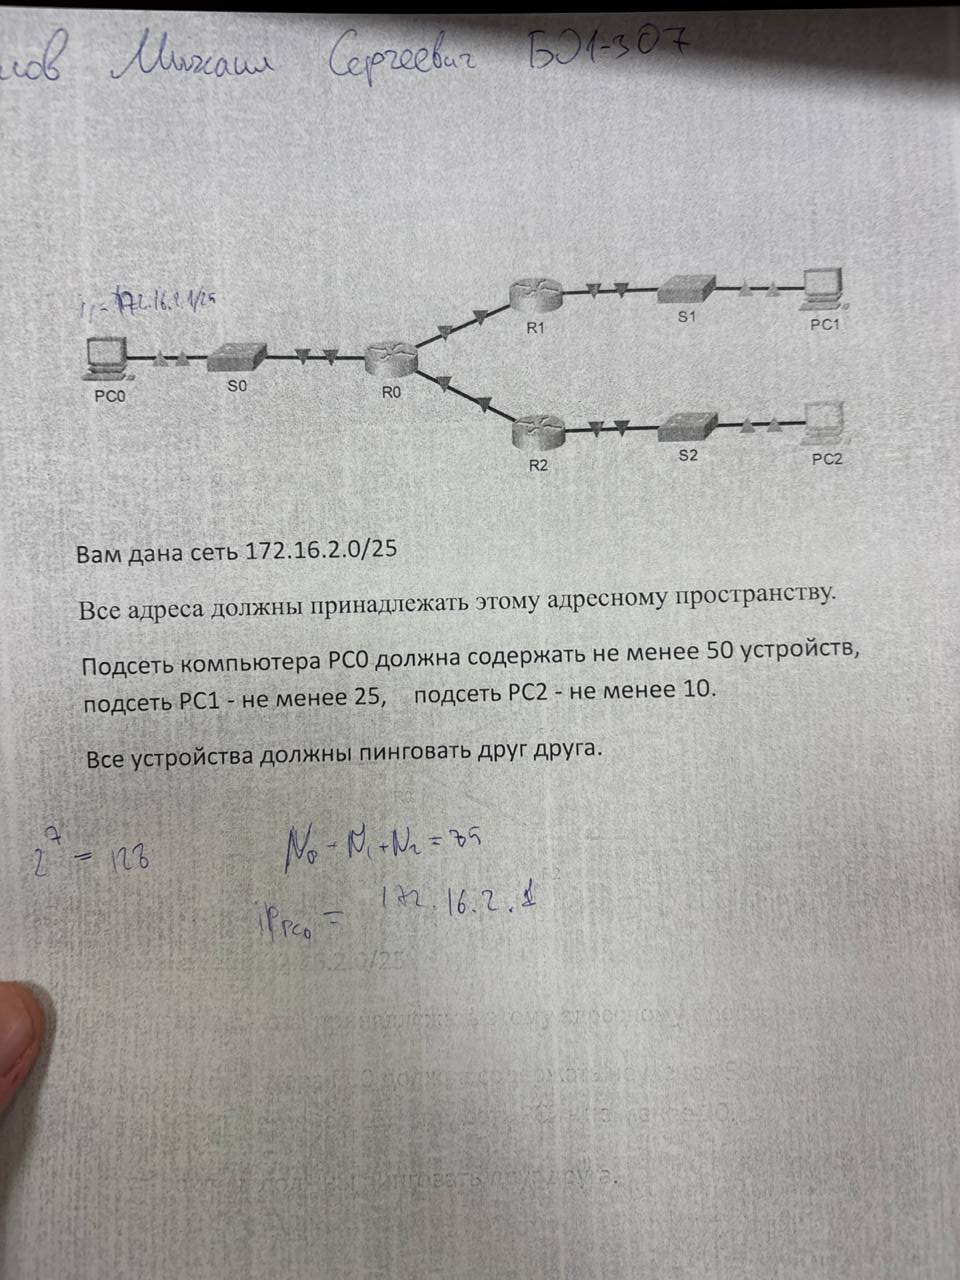 Михаил Сергеевич Б01-307
172.16.2.1/25
R1
S1
PC1
PC0
S0
R0
R2
S2
PC2
Вам дана сеть 172.16.2.0/25
Все адреса должны принадлежать этому адресному пространству.
Подсеть компьютера PC0 должна содержать не менее 50 устройств,
подсеть PC1 - не менее 25, подсеть PC2 - не менее 10.
Все устройства должны пинговать друг друга.
2^7 = 128
N₀ + N₁ + N₂ = 85
IP_PC0 = 172.16.2.1